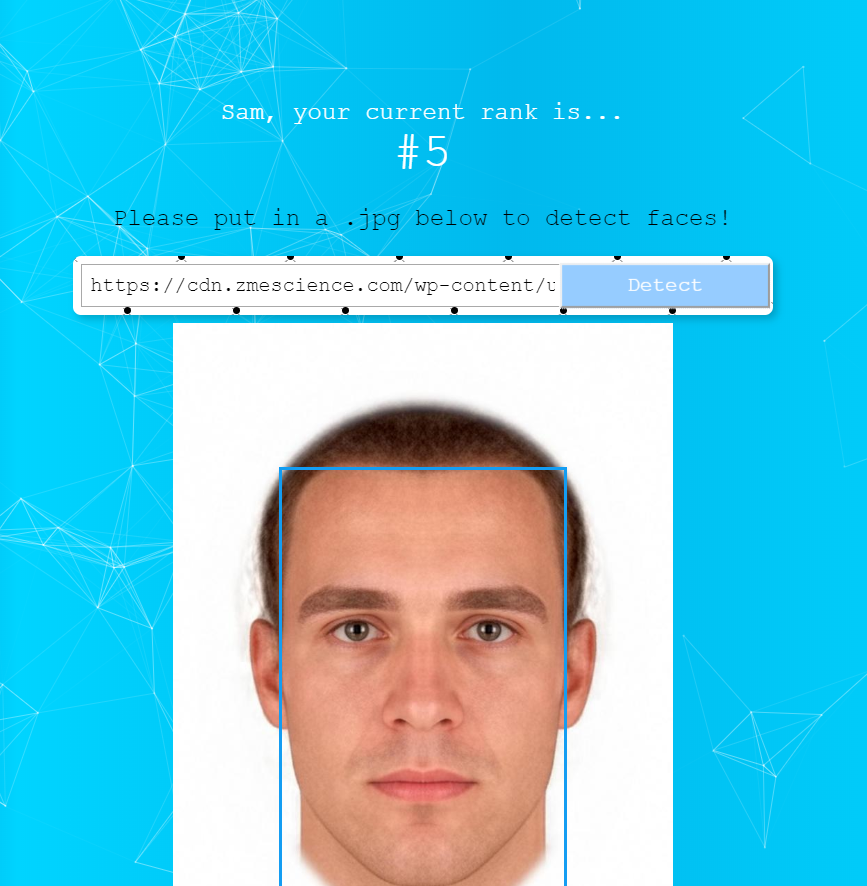 Sam, your current rank is...
#5
Please put in a .jpg below to detect faces!
https://cdn.zmescience.com/wp-content/u Detect